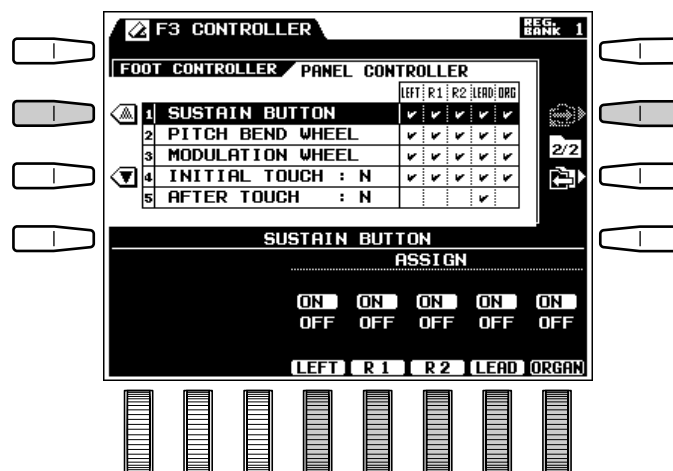 F3 CONTROLLER
REG. BANK 1
FOOT CONTROLLER PANEL CONTROLLER
LEFT R1 R2 LEAD ORG
1 SUSTAIN BUTTON ✔ ✔ ✔ ✔ ✔
2 PITCH BEND WHEEL ✔ ✔ ✔ ✔ ✔
3 MODULATION WHEEL ✔ ✔ ✔ ✔ ✔
4 INITIAL TOUCH : N ✔ ✔ ✔ ✔ ✔
5 AFTER TOUCH : N ✔
2/2
SUSTAIN BUTTON
ASSIGN
ON ON ON ON ON
OFF OFF OFF OFF OFF
LEFT R 1 R 2 LEAD ORGAN